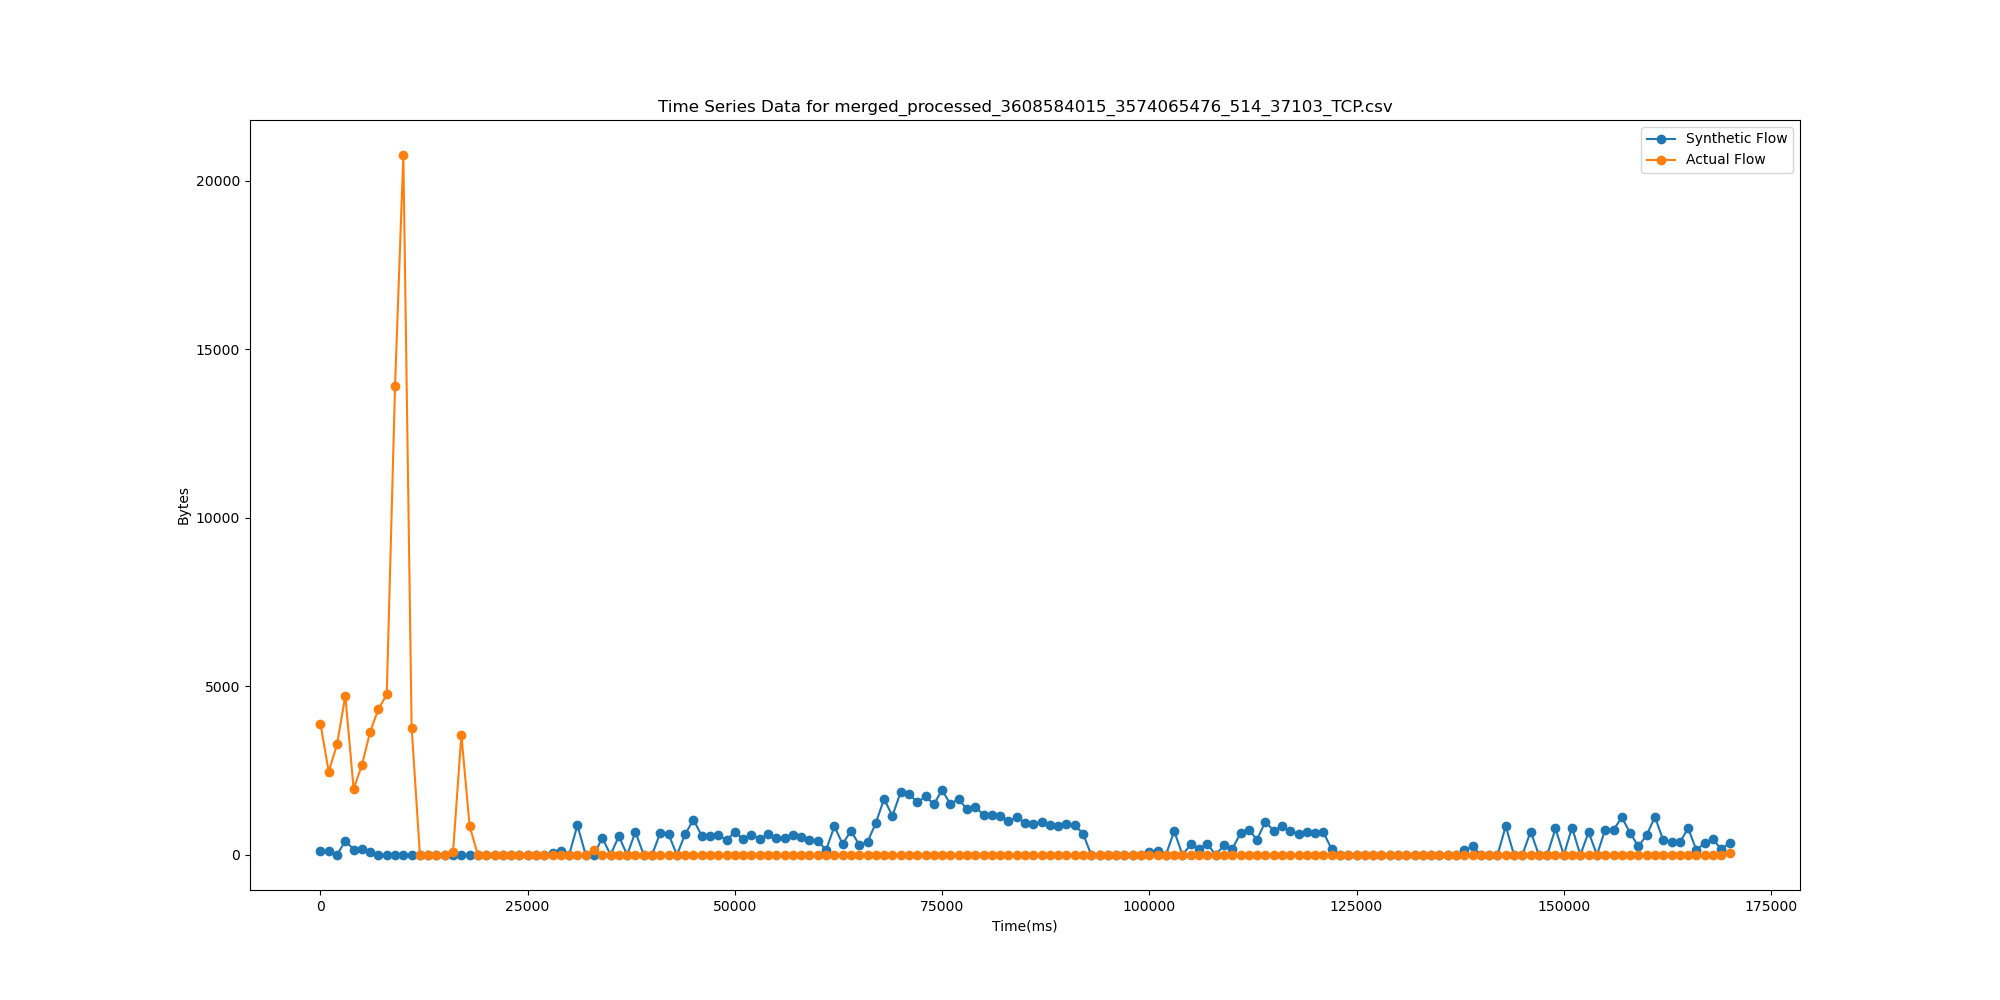 Time Series Data for merged_processed_3608584015_3574065476_514_37103_TCP.csv
Synthetic Flow
Actual Flow
20000
15000
10000
5000
0
Bytes
0 25000 50000 75000 100000 125000 150000 175000
Time(ms)